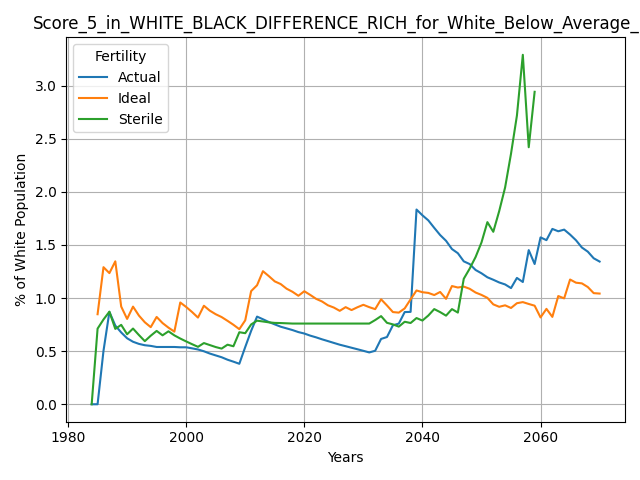 Score_5_in_WHITE_BLACK_DIFFERENCE_RICH_for_White_Below_Average_
Fertility
Actual
Ideal
Sterile
% of White Population
3.0
2.5
2.0
1.5
1.0
0.5
0.0
1980 2000 2020 2040 2060
Years